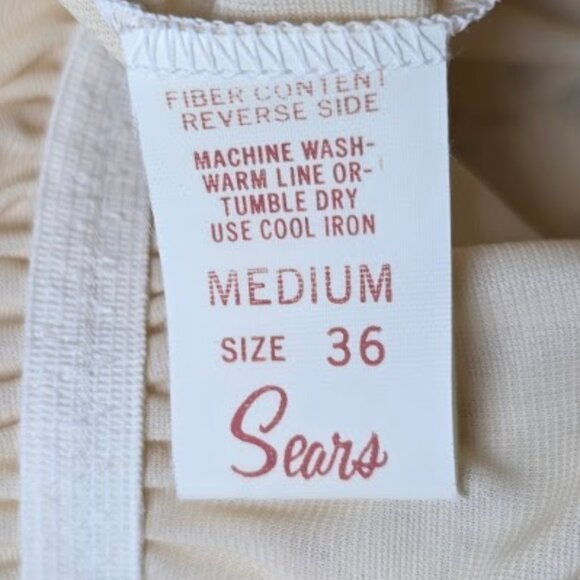 FIBER CONTENT
REVERSE SIDE
MACHINE WASH-
WARM LINE OR-
TUMBLE DRY
USE COOL IRON
MEDIUM
SIZE 36
Sears